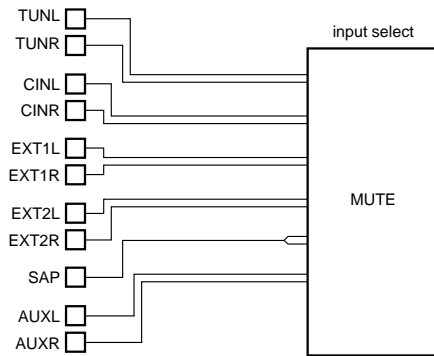 TUNL
TUNR
input select
CINL
CINR
EXT1L
EXT1R
MUTE
EXT2L
EXT2R
SAP
AUXL
AUXR